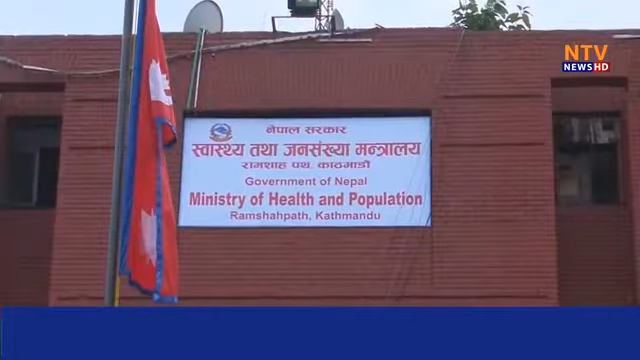 NTV
NEWS HD
नेपाल सरकार
स्वास्थ्य तथा जनसंख्या मन्त्रालय
रामशाह पथ, काठमाडौं
Government of Nepal
Ministry of Health and Population
Ramshahpath, Kathmandu